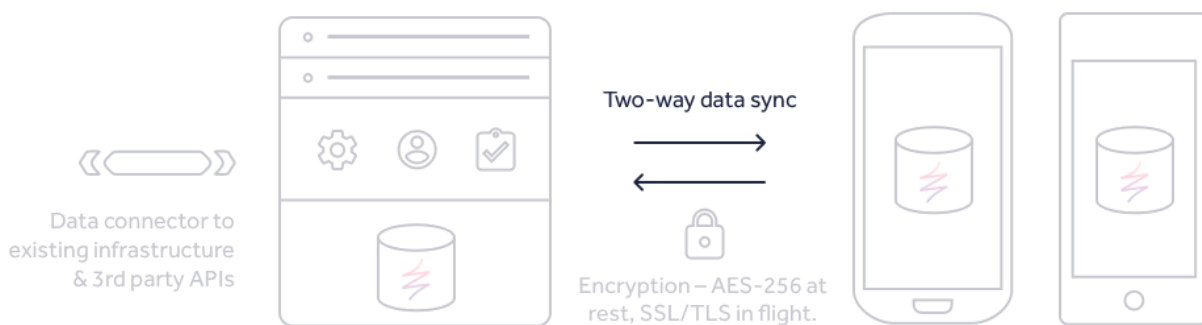 Two-way data sync
Data connector to
existing infrastructure
& 3rd party APIs
Encryption – AES-256 at
rest, SSL/TLS in flight.